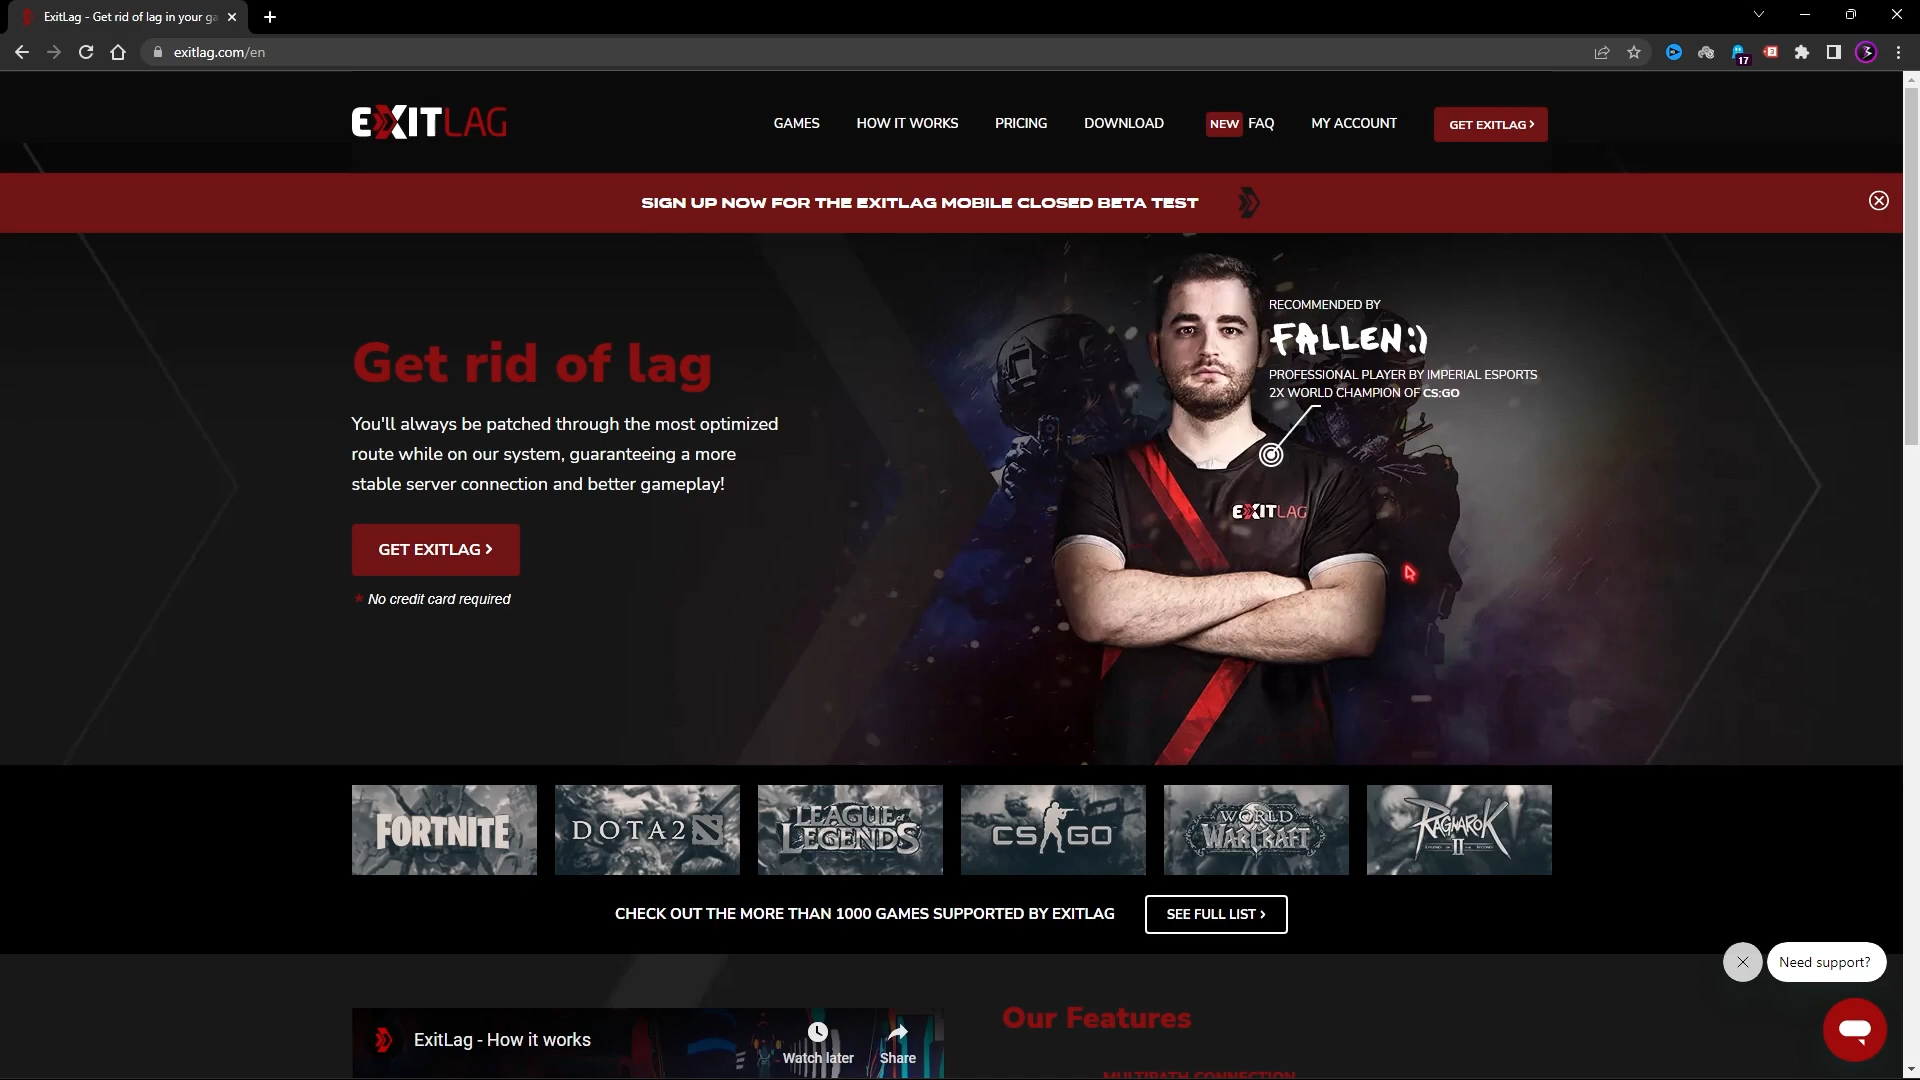 ExitLag - Get rid of lag in your ga
exitlag.com/en
17
3
EXITLAG
GAMES
HOW IT WORKS
PRICING
DOWNLOAD
NEW FAQ
MY ACCOUNT
GET EXITLAG ›
SIGN UP NOW FOR THE EXITLAG MOBILE CLOSED BETA TEST
RECOMMENDED BY
FALLEN:)
PROFESSIONAL PLAYER BY IMPERIAL ESPORTS
2X WORLD CHAMPION OF CS:GO
Get rid of lag
You'll always be patched through the most optimized
route while on our system, guaranteeing a more
stable server connection and better gameplay!
EXITLAG
GET EXITLAG ›
* No credit card required
FORTNITE
DOTA 2
LEAGUE of LEGENDS
CS GO
WORLD WARCRAFT
RAGNAROK II
CHECK OUT THE MORE THAN 1000 GAMES SUPPORTED BY EXITLAG
SEE FULL LIST ›
Need support?
ExitLag - How it works
Watch later
Share
Our Features
MULTIPATH CONNECTION